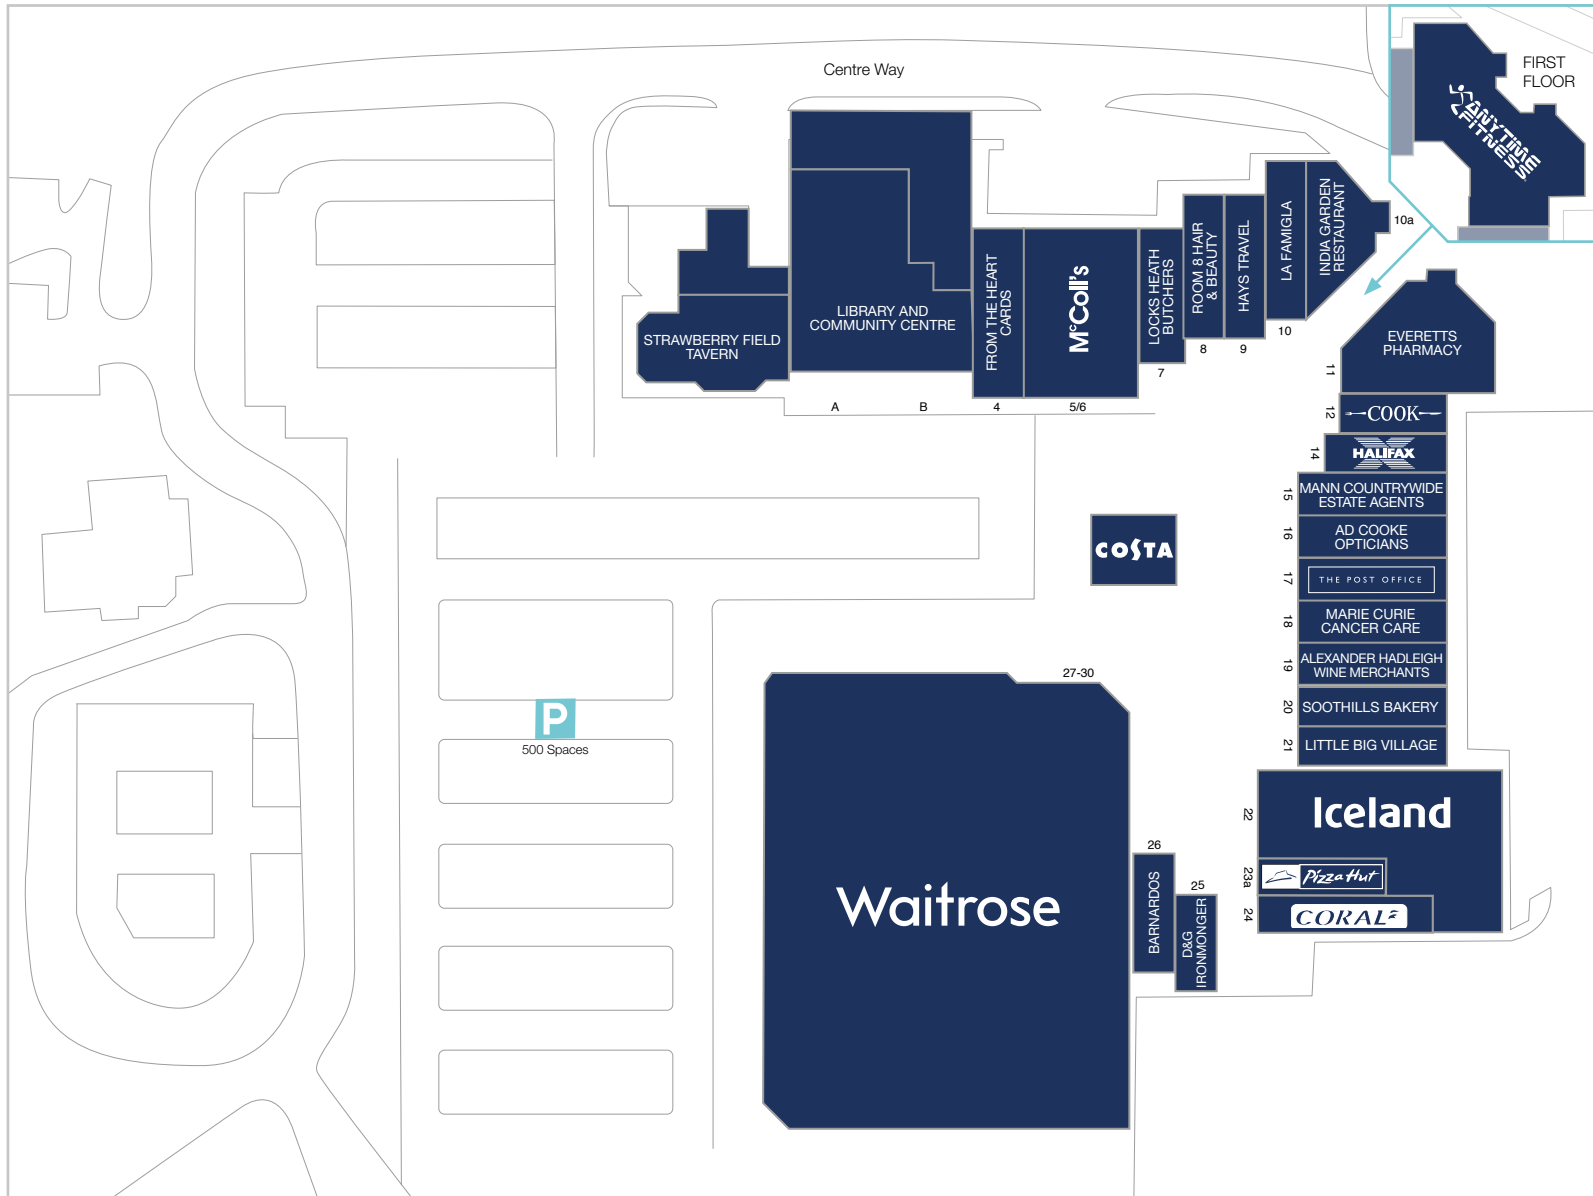 Centre Way
FIRST
FLOOR
ANYTIME
FITNESS
10a
STRAWBERRY FIELD
TAVERN
LIBRARY AND
COMMUNITY CENTRE
A
B
FROM THE HEART
CARDS
4
McColl's
5/6
LOCKS HEATH
BUTCHERS
7
ROOM 8 HAIR
& BEAUTY
8
HAYS TRAVEL
9
LA FAMIGLA
10
INDIA GARDEN
RESTAURANT
EVERETTS
PHARMACY
11
COOK
12
HALIFAX
14
MANN COUNTRYWIDE
ESTATE AGENTS
15
AD COOKE
OPTICIANS
16
THE POST OFFICE
17
MARIE CURIE
CANCER CARE
18
ALEXANDER HADLEIGH
WINE MERCHANTS
19
SOOTHILLS BAKERY
20
LITTLE BIG VILLAGE
21
COSTA
Iceland
22
Pizza Hut
23a
CORAL
24
27-30
Waitrose
26
BARNARDOS
25
D&G
IRONMONGER
P
500 Spaces